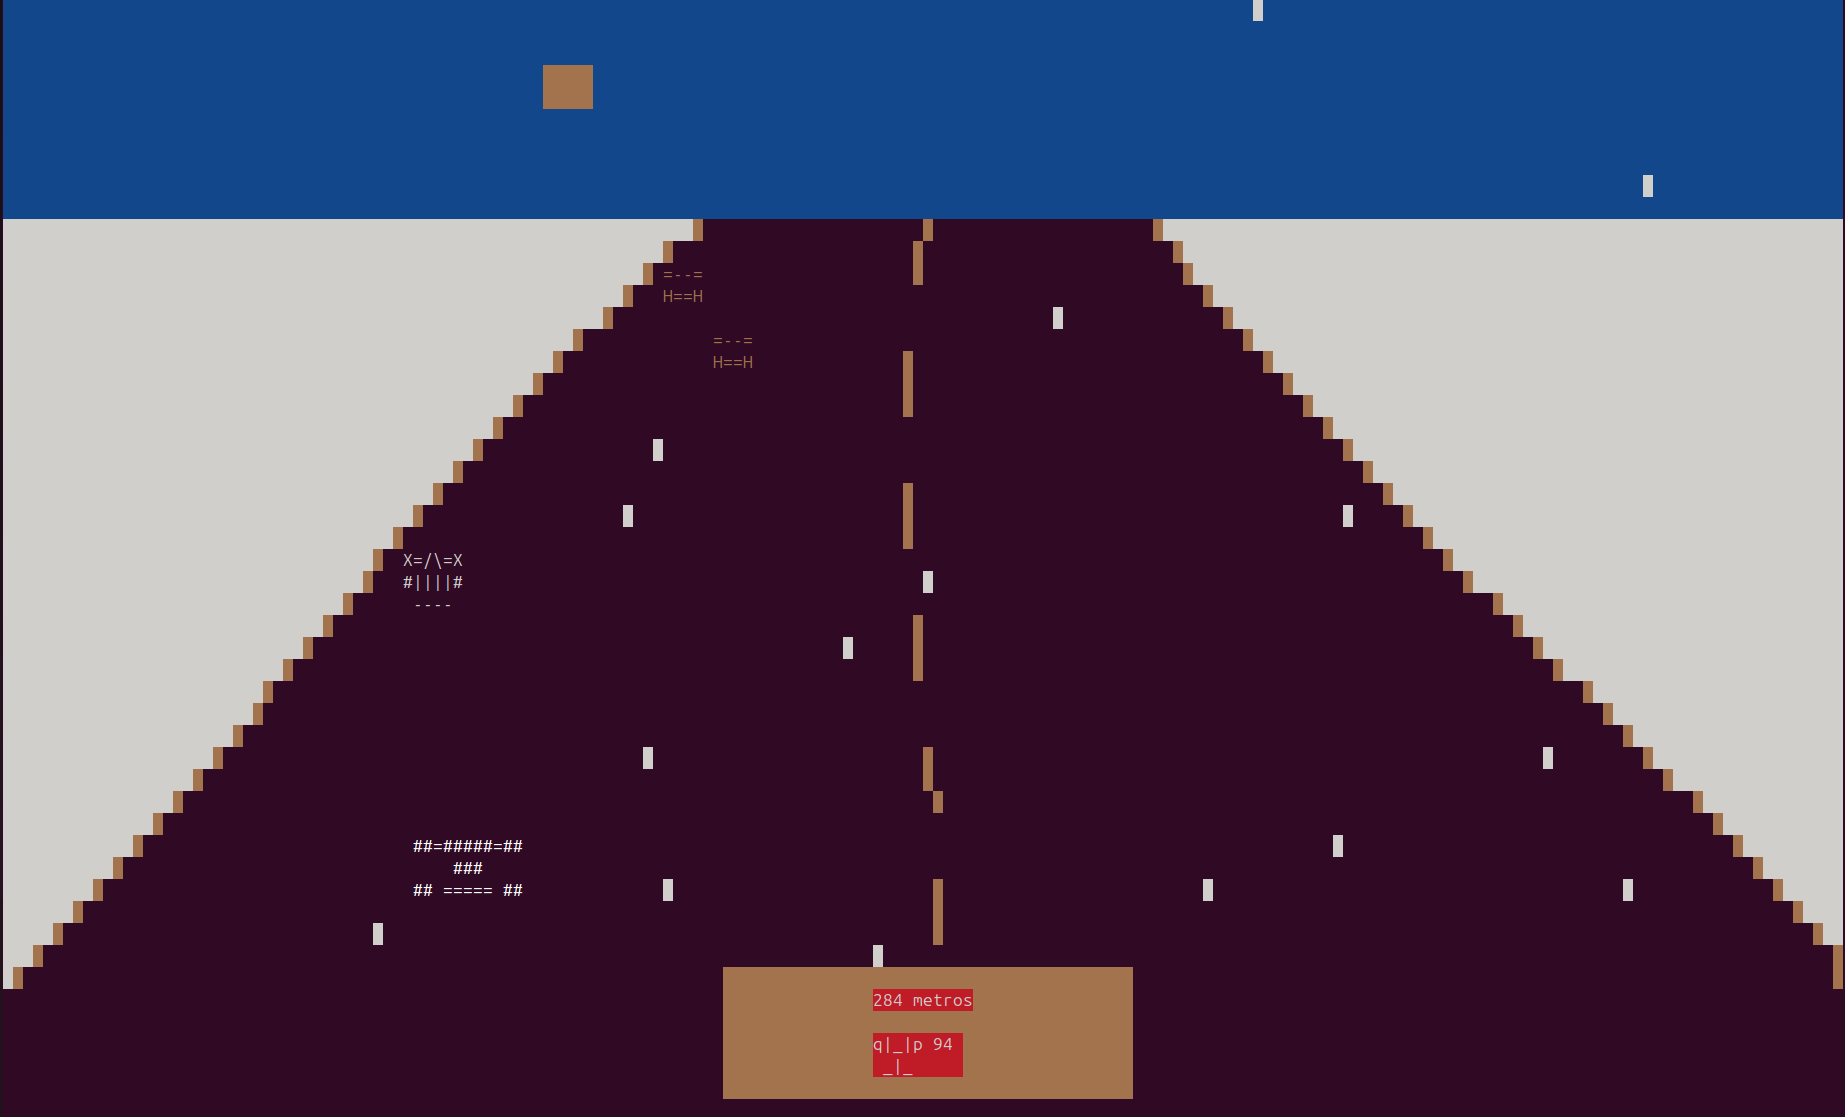 =--=
H==H
=--=
H==H
X=/\=X
#||||#
----
##=#####=##
###
## ===== ##
284 metros
q|_|p 94
_|_